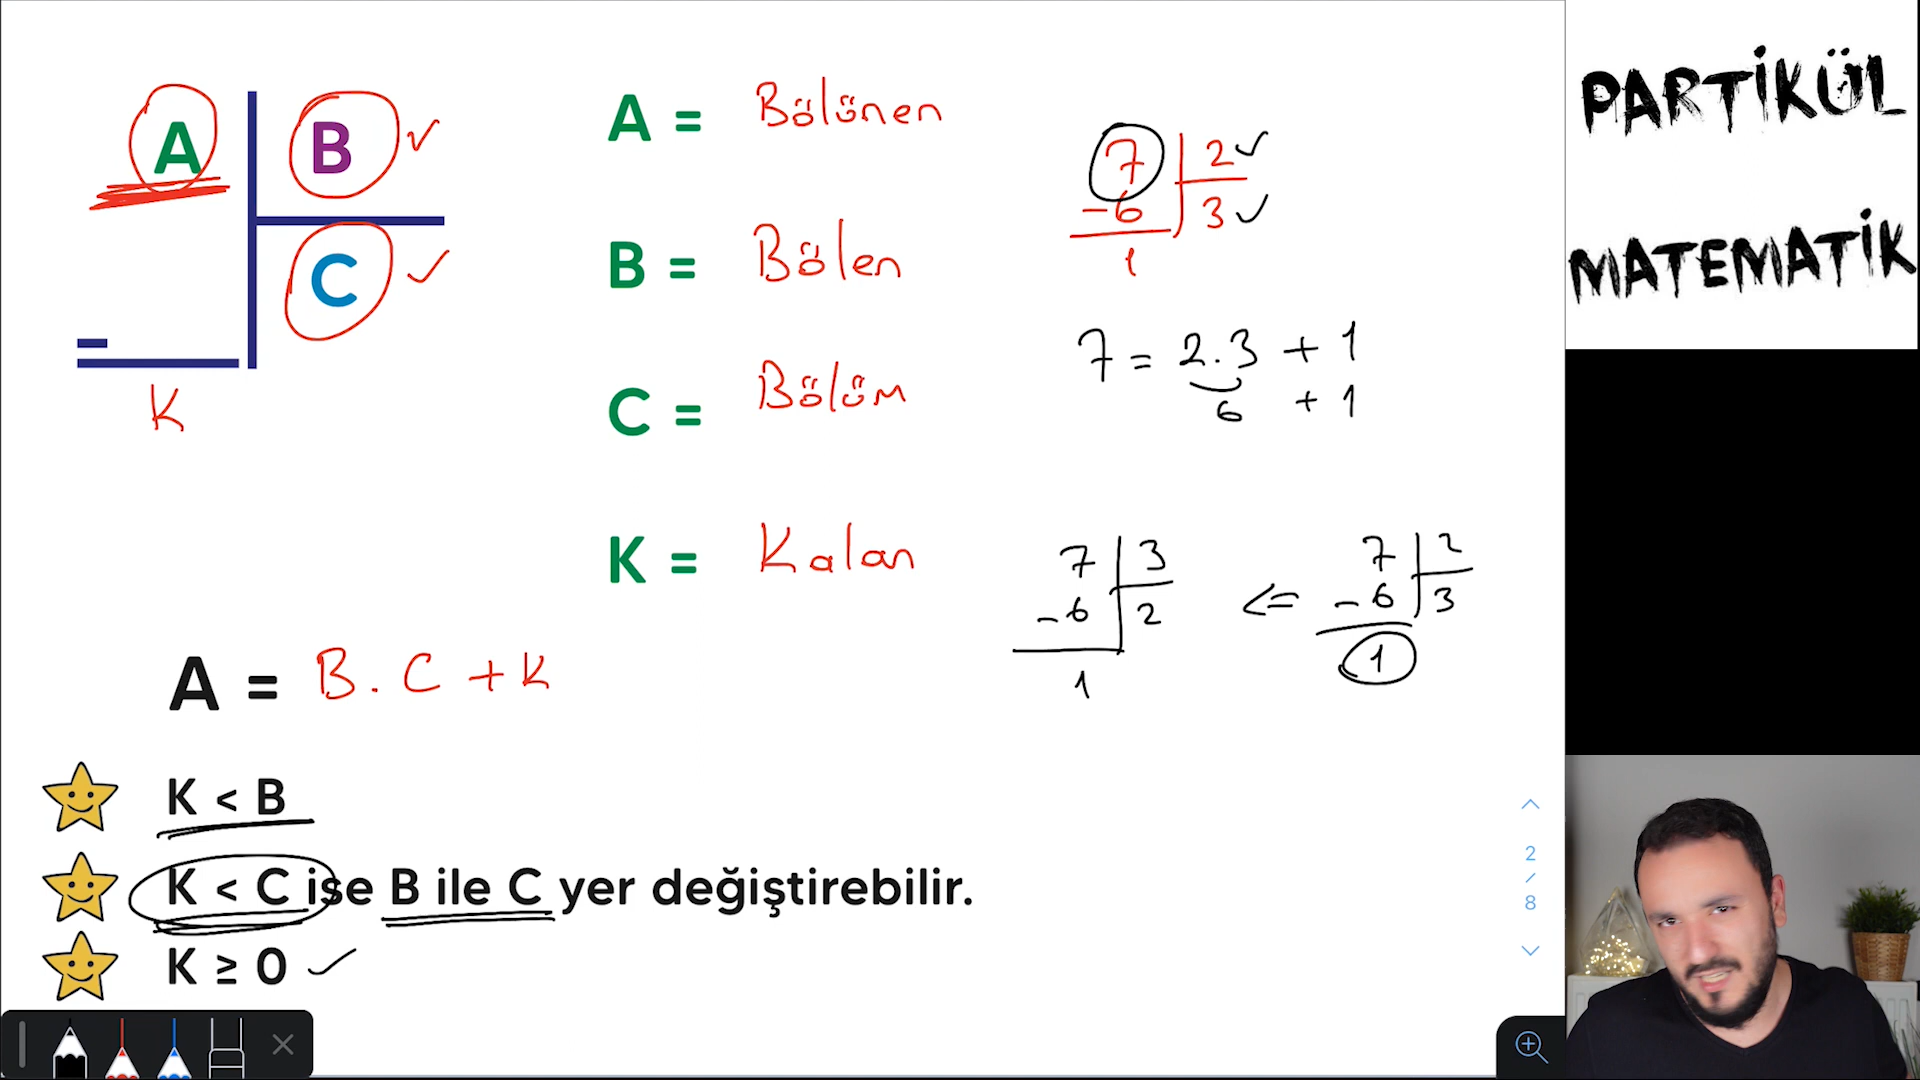 A B
C
K
A = Bölünen
B = Bölen
C = Bölüm
K = Kalan
A = B . C + K
K < B
K < C ise B ile C yer değiştirebilir.
K ≥ 0
7 2
-6 3
1
7 = 2.3 + 1
6 + 1
7 3
-6 2
1
<=
7 2
-6 3
1
PARTİKÜL
MATEMATİK
2
/
8